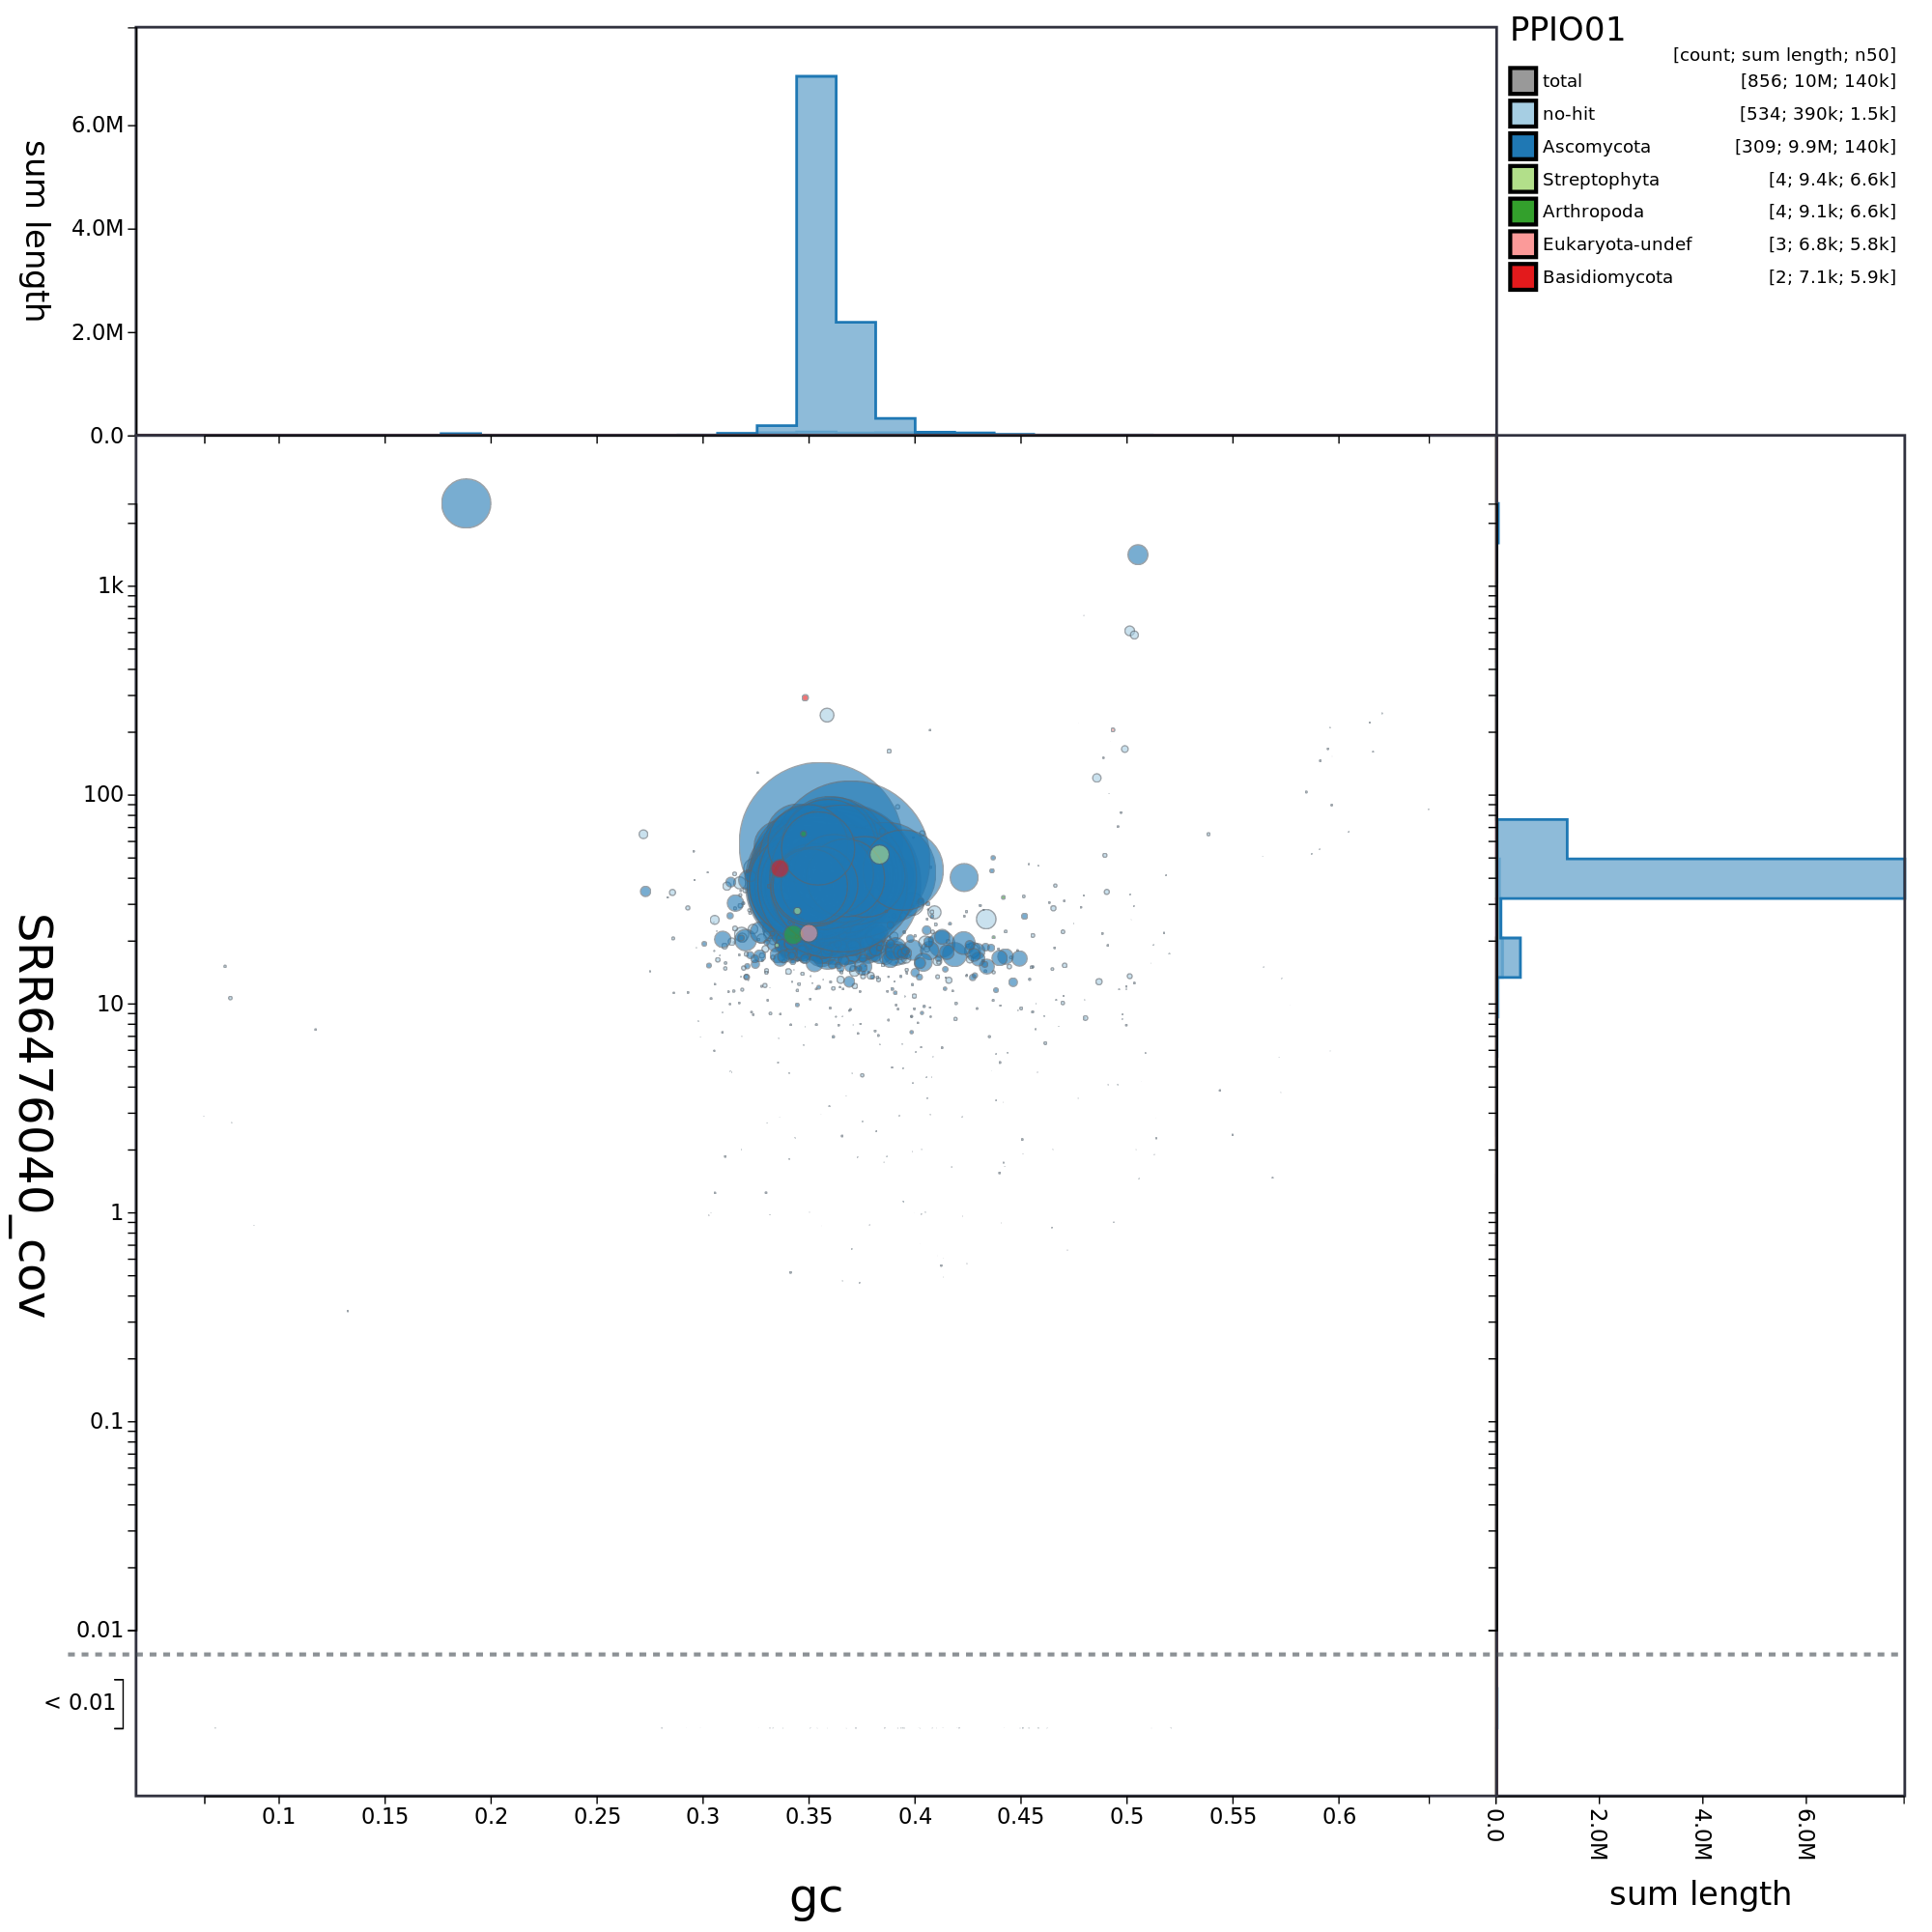 PPIO01
[count; sum length; n50]
total [856; 10M; 140k]
no-hit [534; 390k; 1.5k]
Ascomycota [309; 9.9M; 140k]
Streptophyta [4; 9.4k; 6.6k]
Arthropoda [4; 9.1k; 6.6k]
Eukaryota-undef [3; 6.8k; 5.8k]
Basidiomycota [2; 7.1k; 5.9k]
sum length
6.0M
4.0M
2.0M
0.0
SRR6476040_cov
1k
100
10
1
0.1
0.01
< 0.01
0.1 0.15 0.2 0.25 0.3 0.35 0.4 0.45 0.5 0.55 0.6
gc
0.0 2.0M 4.0M 6.0M
sum length